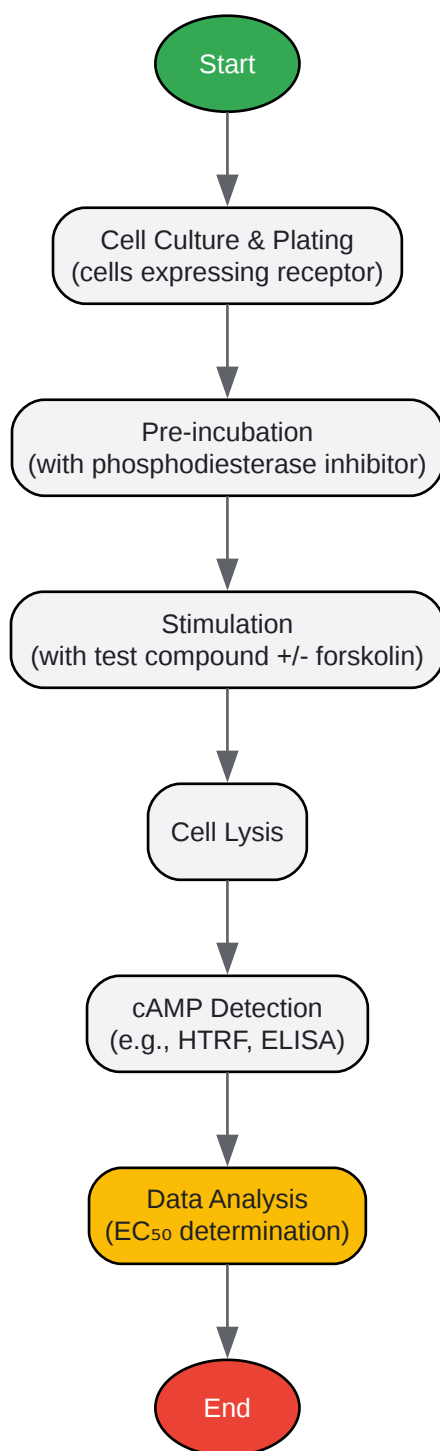 Start
Cell Culture & Plating
(cells expressing receptor)
Pre-incubation
(with phosphodiesterase inhibitor)
Stimulation
(with test compound +/- forskolin)
Cell Lysis
cAMP Detection
(e.g., HTRF, ELISA)
Data Analysis
(EC₅₀ determination)
End